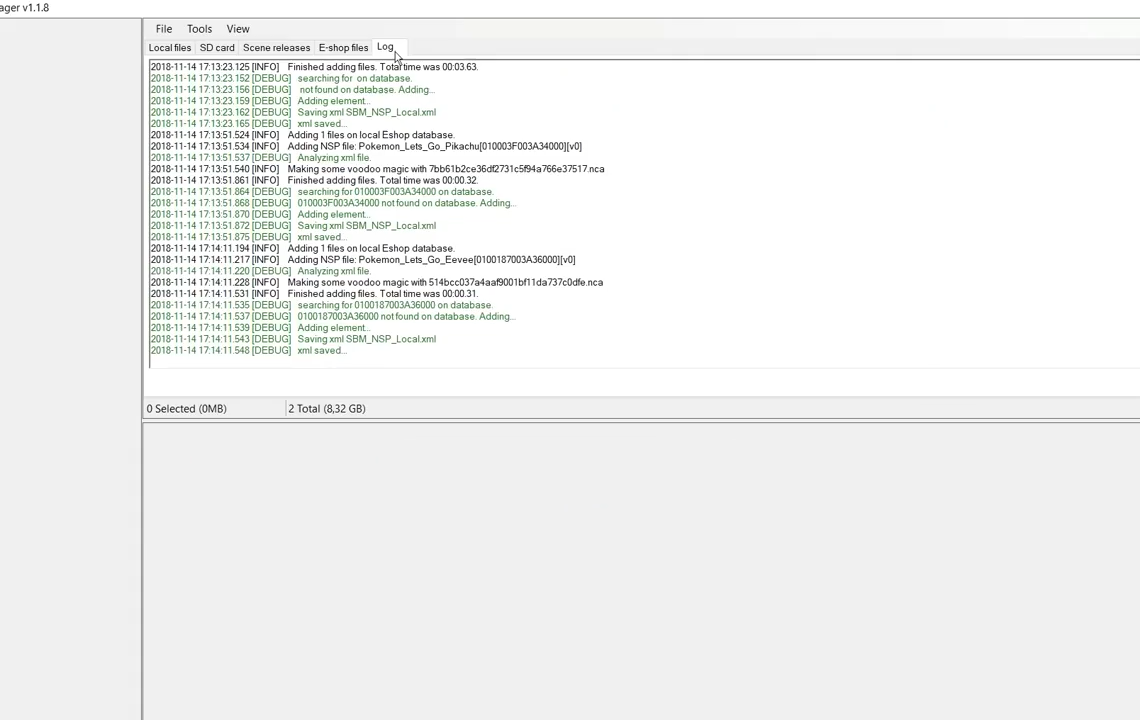 ager v1.1.8
File Tools View
Local files SD card Scene releases E-shop files Log
2018-11-14 17:13:23.125 [INFO] Finished adding files. Total time was 00:03.63.
2018-11-14 17:13:23.152 [DEBUG] searching for on database.
2018-11-14 17:13:23.156 [DEBUG] not found on database. Adding...
2018-11-14 17:13:23.159 [DEBUG] Adding element...
2018-11-14 17:13:23.162 [DEBUG] Saving xml SBM_NSP_Local.xml
2018-11-14 17:13:23.165 [DEBUG] xml saved...
2018-11-14 17:13:51.524 [INFO] Adding 1 files on local Eshop database.
2018-11-14 17:13:51.534 [INFO] Adding NSP file: Pokemon_Lets_Go_Pikachu[010003F003A34000][v0]
2018-11-14 17:13:51.537 [DEBUG] Analyzing xml file.
2018-11-14 17:13:51.540 [INFO] Making some voodoo magic with 7bb61b2ce36df2731c5f94a766e37517.nca
2018-11-14 17:13:51.861 [INFO] Finished adding files. Total time was 00:00.32.
2018-11-14 17:13:51.864 [DEBUG] searching for 010003F003A34000 on database.
2018-11-14 17:13:51.868 [DEBUG] 010003F003A34000 not found on database. Adding...
2018-11-14 17:13:51.870 [DEBUG] Adding element...
2018-11-14 17:13:51.872 [DEBUG] Saving xml SBM_NSP_Local.xml
2018-11-14 17:13:51.875 [DEBUG] xml saved...
2018-11-14 17:14:11.194 [INFO] Adding 1 files on local Eshop database.
2018-11-14 17:14:11.217 [INFO] Adding NSP file: Pokemon_Lets_Go_Eevee[0100187003A36000][v0]
2018-11-14 17:14:11.220 [DEBUG] Analyzing xml file.
2018-11-14 17:14:11.228 [INFO] Making some voodoo magic with 514bcc037a4aaf9001bf11da737c0dfe.nca
2018-11-14 17:14:11.531 [INFO] Finished adding files. Total time was 00:00.31.
2018-11-14 17:14:11.535 [DEBUG] searching for 0100187003A36000 on database.
2018-11-14 17:14:11.537 [DEBUG] 0100187003A36000 not found on database. Adding...
2018-11-14 17:14:11.539 [DEBUG] Adding element...
2018-11-14 17:14:11.543 [DEBUG] Saving xml SBM_NSP_Local.xml
2018-11-14 17:14:11.548 [DEBUG] xml saved...
0 Selected (0MB) 2 Total (8,32 GB)